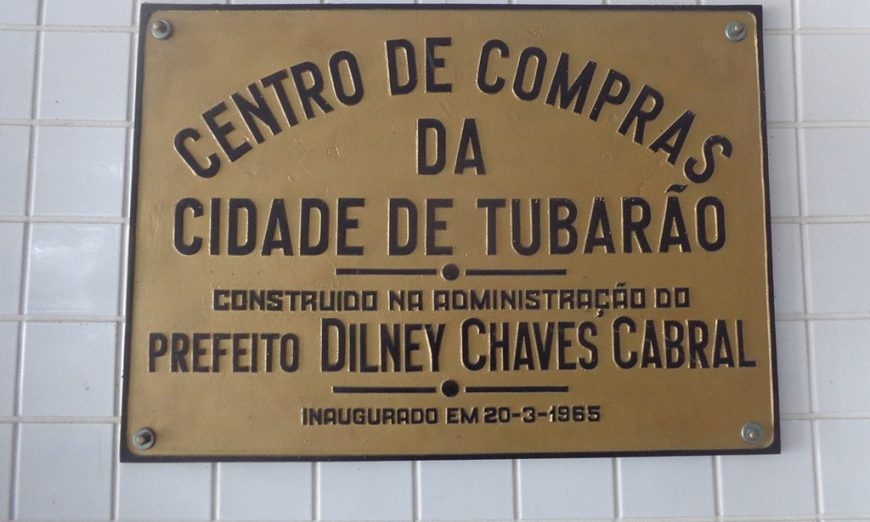 CENTRO DE COMPRAS
DA
CIDADE DE TUBARÃO
CONSTRUIDO NA ADMINISTRAÇÃO DO
PREFEITO DILNEY CHAVES CABRAL
INAUGURADO EM 20-3-1965